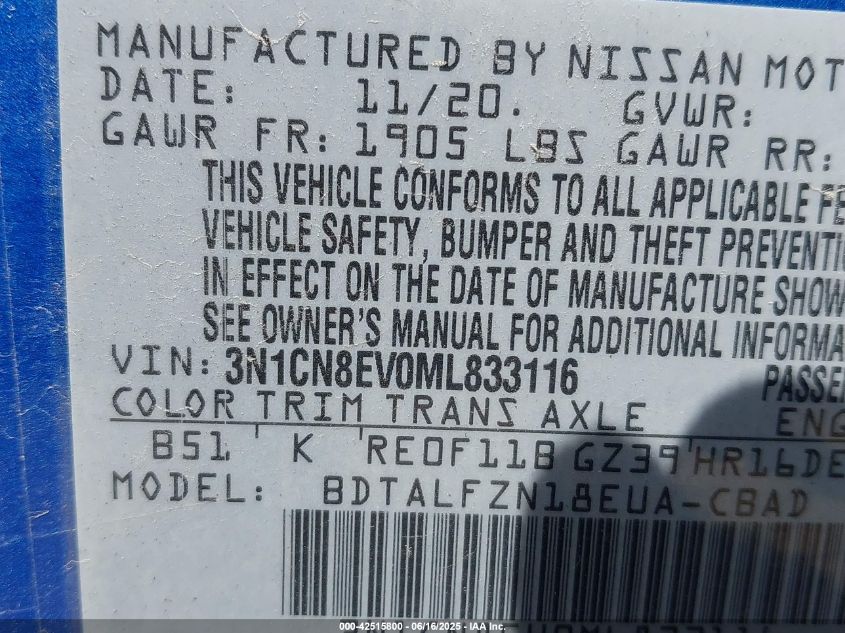 MANUFACTURED BY NISSAN MOT
DATE: 11/20. GVWR:
GAWR FR: 1905 LBS GAWR RR:
THIS VEHICLE CONFORMS TO ALL APPLICABLE FE
VEHICLE SAFETY, BUMPER AND THEFT PREVENTI
IN EFFECT ON THE DATE OF MANUFACTURE SHOW
SEE OWNER'S MANUAL FOR ADDITIONAL INFORMA
VIN: 3N1CN8EV0ML833116 PASSEN
COLOR TRIM TRANS AXLE ENG
B51 K RE0F11B GZ39 HR16DE
MODEL: BDTALFZN18EUA-CBAD
000-42515800 - 06/16/2025 - IAA Inc.